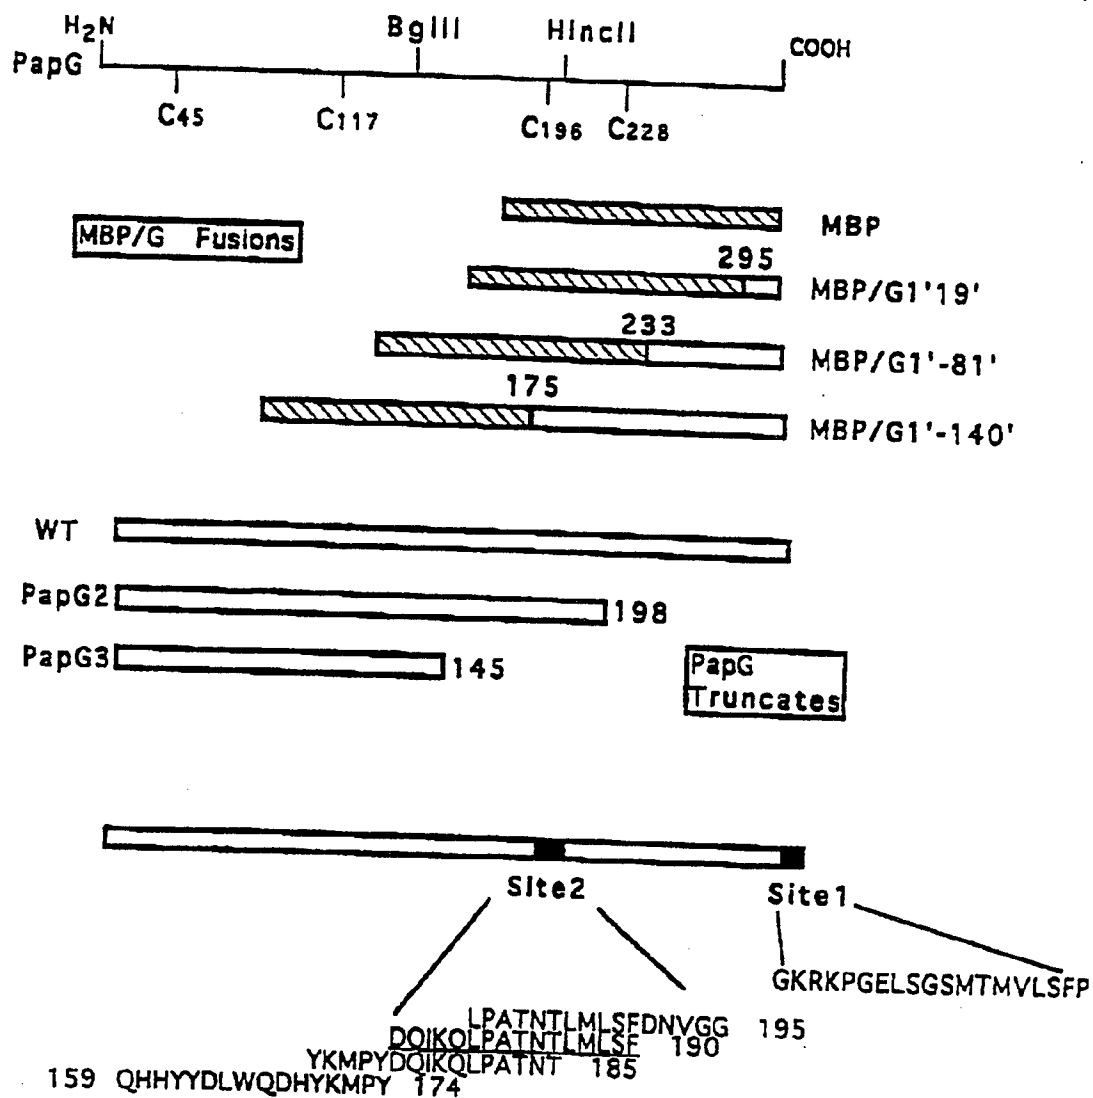 H2N BglII HincII COOH
PapG
C45 C117 C196 C228
MBP/G Fusions
MBP
295
MBP/G1'19'
233
MBP/G1'-81'
175
MBP/G1'-140'
WT
PapG2 198
PapG3 145
PapG
Truncates
Site2 Site1
GKRKPGELSGSMTMVLSFP
LPATNTLMLSFDNVGG 195
DQIKQLPATNTLMLSF 190
YKMPYDQIKQLPATNT 185
159 QHHYYDLWQDHYKMPY 174